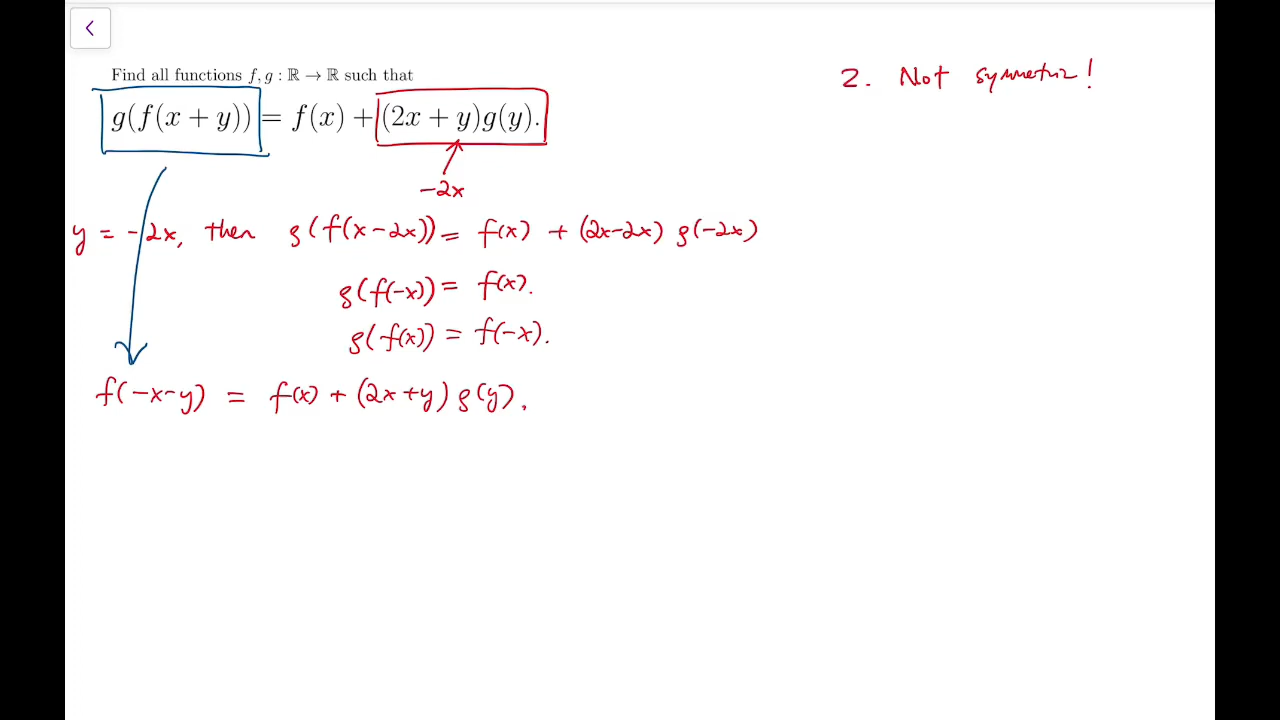 Find all functions f, g : ℝ → ℝ such that
g(f(x + y)) = f(x) + (2x + y)g(y).
2. Not symmetric!
-2x
y = -2x, then g(f(x-2x)) = f(x) + (2x-2x) g(-2x)
g(f(-x)) = f(x).
g(f(x)) = f(-x).
f(-x-y) = f(x) + (2x+y) g(y).